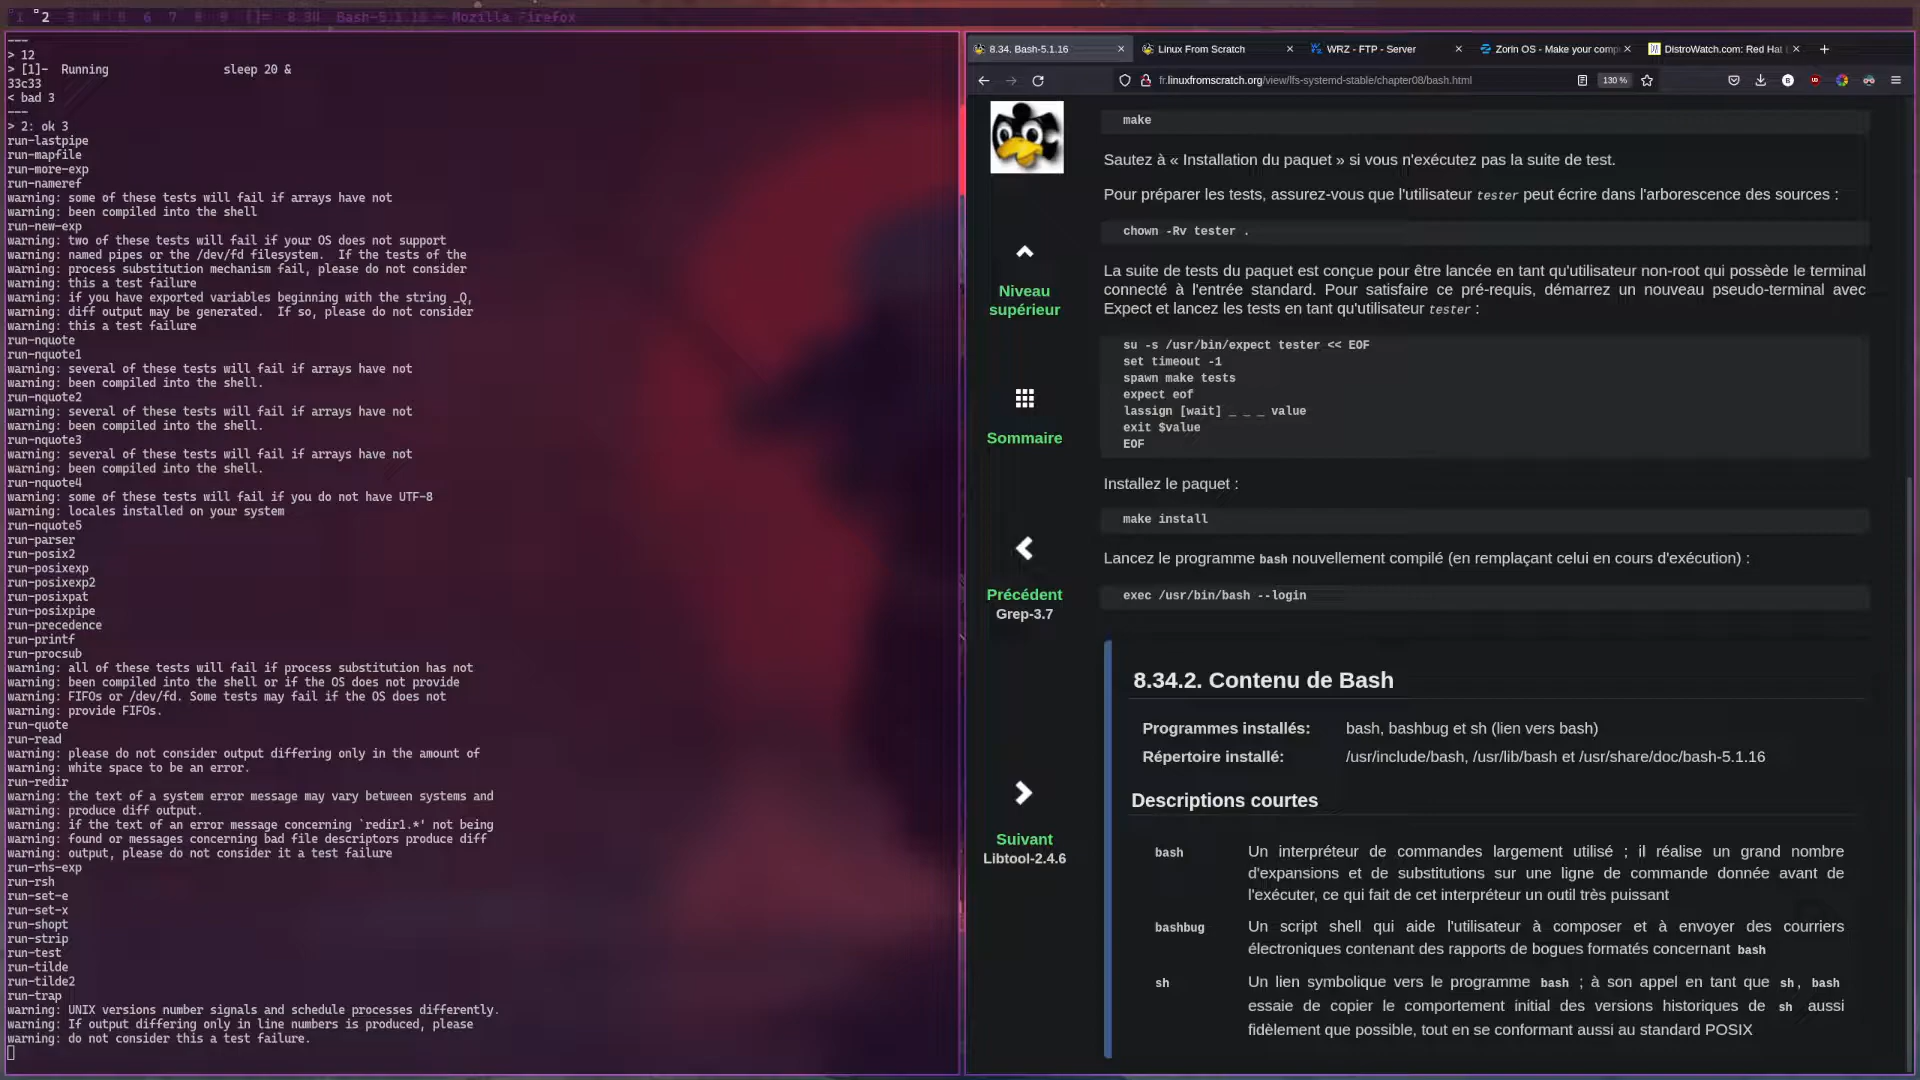 1 2 3 4 5 6 7 8 9 []= 8.34. Bash-5.1.16 — Mozilla Firefox
---
> 12
> [1]-  Running                 sleep 20 &
33c33
< bad 3
---
> 2: ok 3
run-lastpipe
run-mapfile
run-more-exp
run-nameref
warning: some of these tests will fail if arrays have not
warning: been compiled into the shell
run-new-exp
warning: two of these tests will fail if your OS does not support
warning: named pipes or the /dev/fd filesystem.  If the tests of the
warning: process substitution mechanism fail, please do not consider
warning: this a test failure
warning: if you have exported variables beginning with the string _Q,
warning: diff output may be generated.  If so, please do not consider
warning: this a test failure
run-nquote
run-nquote1
warning: several of these tests will fail if arrays have not
warning: been compiled into the shell.
run-nquote2
warning: several of these tests will fail if arrays have not
warning: been compiled into the shell.
run-nquote3
warning: several of these tests will fail if arrays have not
warning: been compiled into the shell.
run-nquote4
warning: some of these tests will fail if you do not have UTF-8
warning: locales installed on your system
run-nquote5
run-parser
run-posix2
run-posixexp
run-posixexp2
run-posixpat
run-posixpipe
run-precedence
run-printf
run-procsub
warning: all of these tests will fail if process substitution has not
warning: been compiled into the shell or if the OS does not provide
warning: FIFOs or /dev/fd. Some tests may fail if the OS does not
warning: provide FIFOs.
run-quote
run-read
warning: please do not consider output differing only in the amount of
warning: white space to be an error.
run-redir
warning: the text of a system error message may vary between systems and
warning: produce diff output.
warning: if the text of an error message concerning `redir1.*' not being
warning: found or messages concerning bad file descriptors produce diff
warning: output, please do not consider it a test failure
run-rhs-exp
run-rsh
run-set-e
run-set-x
run-shopt
run-strip
run-test
run-tilde
run-tilde2
run-trap
warning: UNIX versions number signals and schedule processes differently.
warning: If output differing only in line numbers is produced, please
warning: do not consider this a test failure.
8.34. Bash-5.1.16
Linux From Scratch
WRZ - FTP - Server
Zorin OS - Make your comp
DistroWatch.com: Red Hat
fr.linuxfromscratch.org/view/lfs-systemd-stable/chapter08/bash.html
130 %
Niveau
supérieur
Sommaire
Précédent
Grep-3.7
Suivant
Libtool-2.4.6
make
Sautez à « Installation du paquet » si vous n'exécutez pas la suite de test.
Pour préparer les tests, assurez-vous que l'utilisateur tester peut écrire dans l'arborescence des sources :
chown -Rv tester .
La suite de tests du paquet est conçue pour être lancée en tant qu'utilisateur non-root qui possède le terminal
connecté à l'entrée standard. Pour satisfaire ce pré-requis, démarrez un nouveau pseudo-terminal avec
Expect et lancez les tests en tant qu'utilisateur tester :
su -s /usr/bin/expect tester << EOF
set timeout -1
spawn make tests
expect eof
lassign [wait] _ _ _ value
exit $value
EOF
Installez le paquet :
make install
Lancez le programme bash nouvellement compilé (en remplaçant celui en cours d'exécution) :
exec /usr/bin/bash --login
8.34.2. Contenu de Bash
Programmes installés: bash, bashbug et sh (lien vers bash)
Répertoire installé: /usr/include/bash, /usr/lib/bash et /usr/share/doc/bash-5.1.16
Descriptions courtes
bash Un interpréteur de commandes largement utilisé ; il réalise un grand nombre
d'expansions et de substitutions sur une ligne de commande donnée avant de
l'exécuter, ce qui fait de cet interpréteur un outil très puissant
bashbug Un script shell qui aide l'utilisateur à composer et à envoyer des courriers
électroniques contenant des rapports de bogues formatés concernant bash
sh Un lien symbolique vers le programme bash ; à son appel en tant que sh, bash
essaie de copier le comportement initial des versions historiques de sh aussi
fidèlement que possible, tout en se conformant aussi au standard POSIX